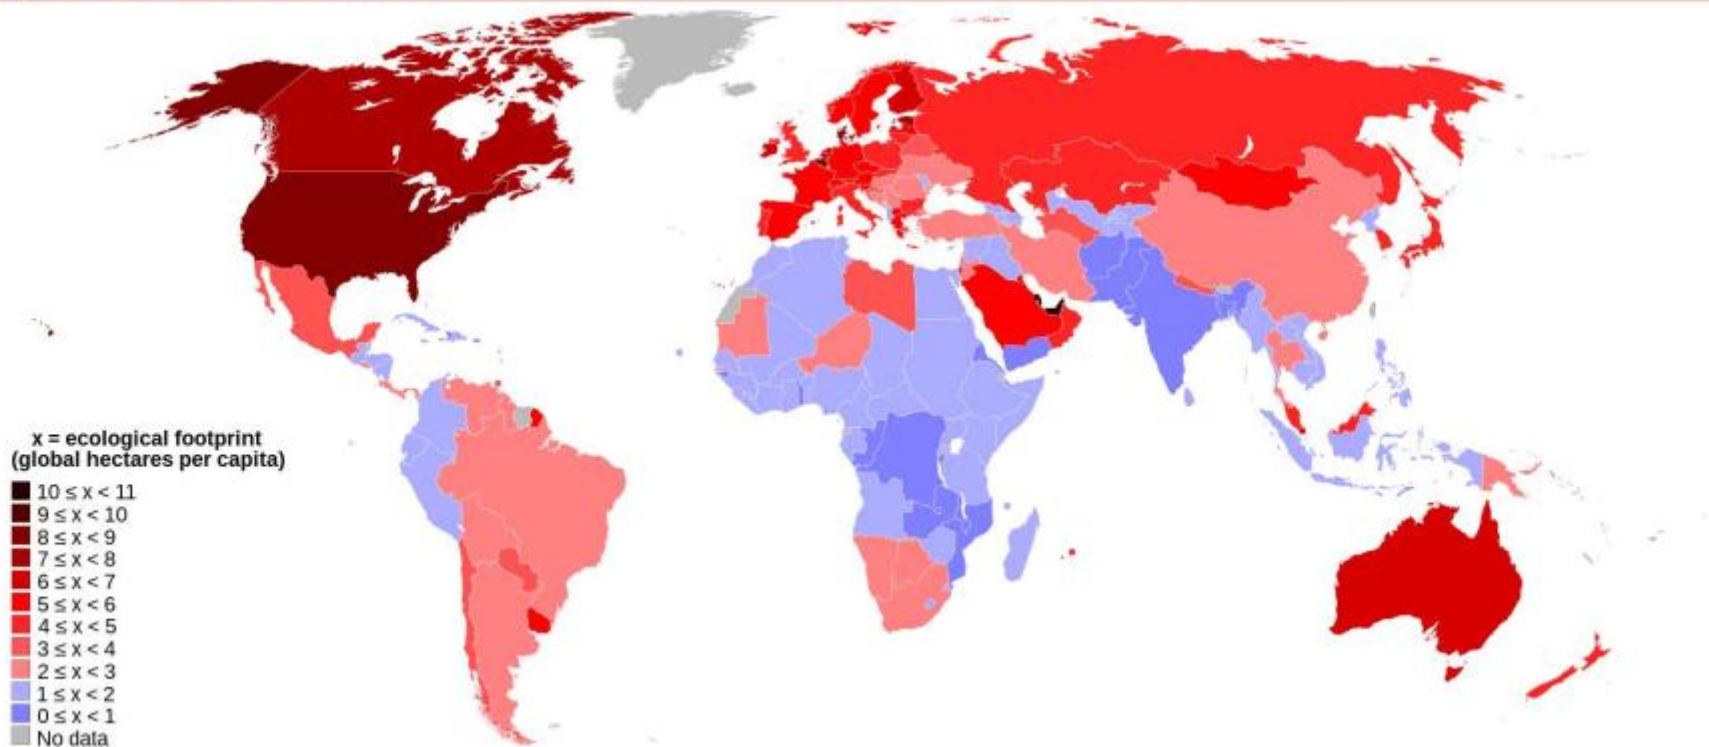 x = ecological footprint
(global hectares per capita)
10 ≤ x < 11
9 ≤ x < 10
8 ≤ x < 9
7 ≤ x < 8
6 ≤ x < 7
5 ≤ x < 6
4 ≤ x < 5
3 ≤ x < 4
2 ≤ x < 3
1 ≤ x < 2
0 ≤ x < 1
No data